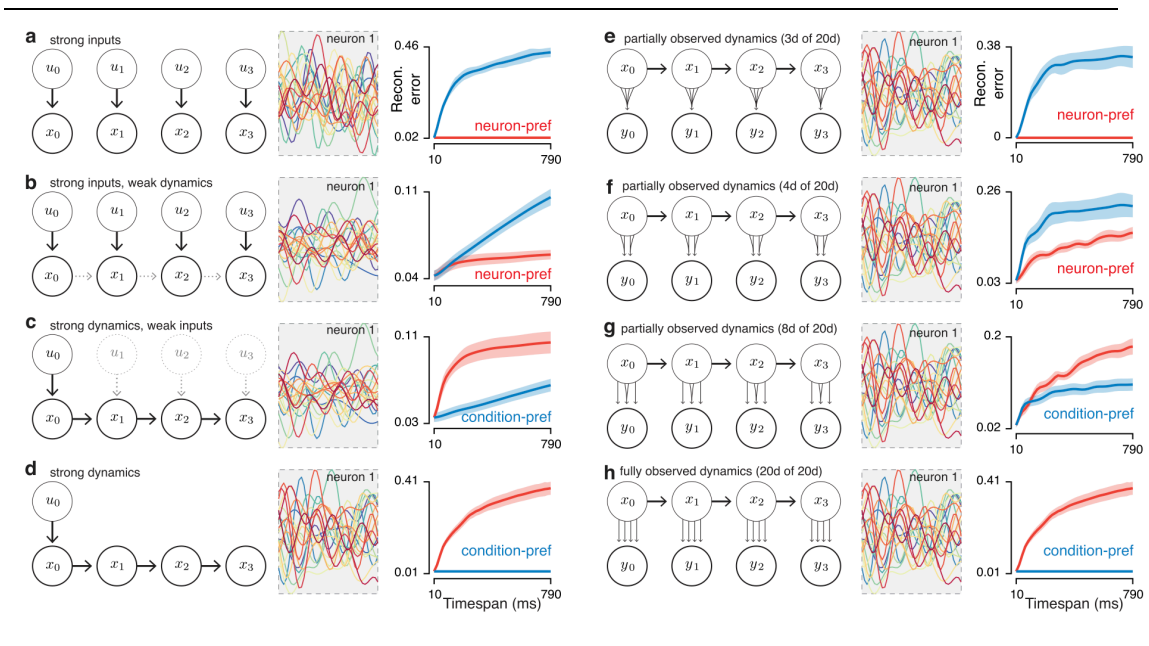 a strong inputs
u0 u1 u2 u3
x0 x1 x2 x3
neuron 1
0.46
Recon. error
0.02
neuron-pref
10 790
b strong inputs, weak dynamics
u0 u1 u2 u3
x0 x1 x2 x3
neuron 1
0.11
0.04
neuron-pref
10 790
c strong dynamics, weak inputs
u0 u1 u2 u3
x0 x1 x2 x3
neuron 1
0.11
0.03
condition-pref
10 790
d strong dynamics
u0
x0 x1 x2 x3
neuron 1
0.41
0.01
condition-pref
10 790
Timespan (ms)
e partially observed dynamics (3d of 20d)
x0 x1 x2 x3
y0 y1 y2 y3
neuron 1
0.38
Recon. error
0
neuron-pref
10 790
f partially observed dynamics (4d of 20d)
x0 x1 x2 x3
y0 y1 y2 y3
neuron 1
0.26
0.03
neuron-pref
10 790
g partially observed dynamics (8d of 20d)
x0 x1 x2 x3
y0 y1 y2 y3
neuron 1
0.2
0.02
condition-pref
10 790
h fully observed dynamics (20d of 20d)
x0 x1 x2 x3
y0 y1 y2 y3
neuron 1
0.41
0.01
condition-pref
10 790
Timespan (ms)